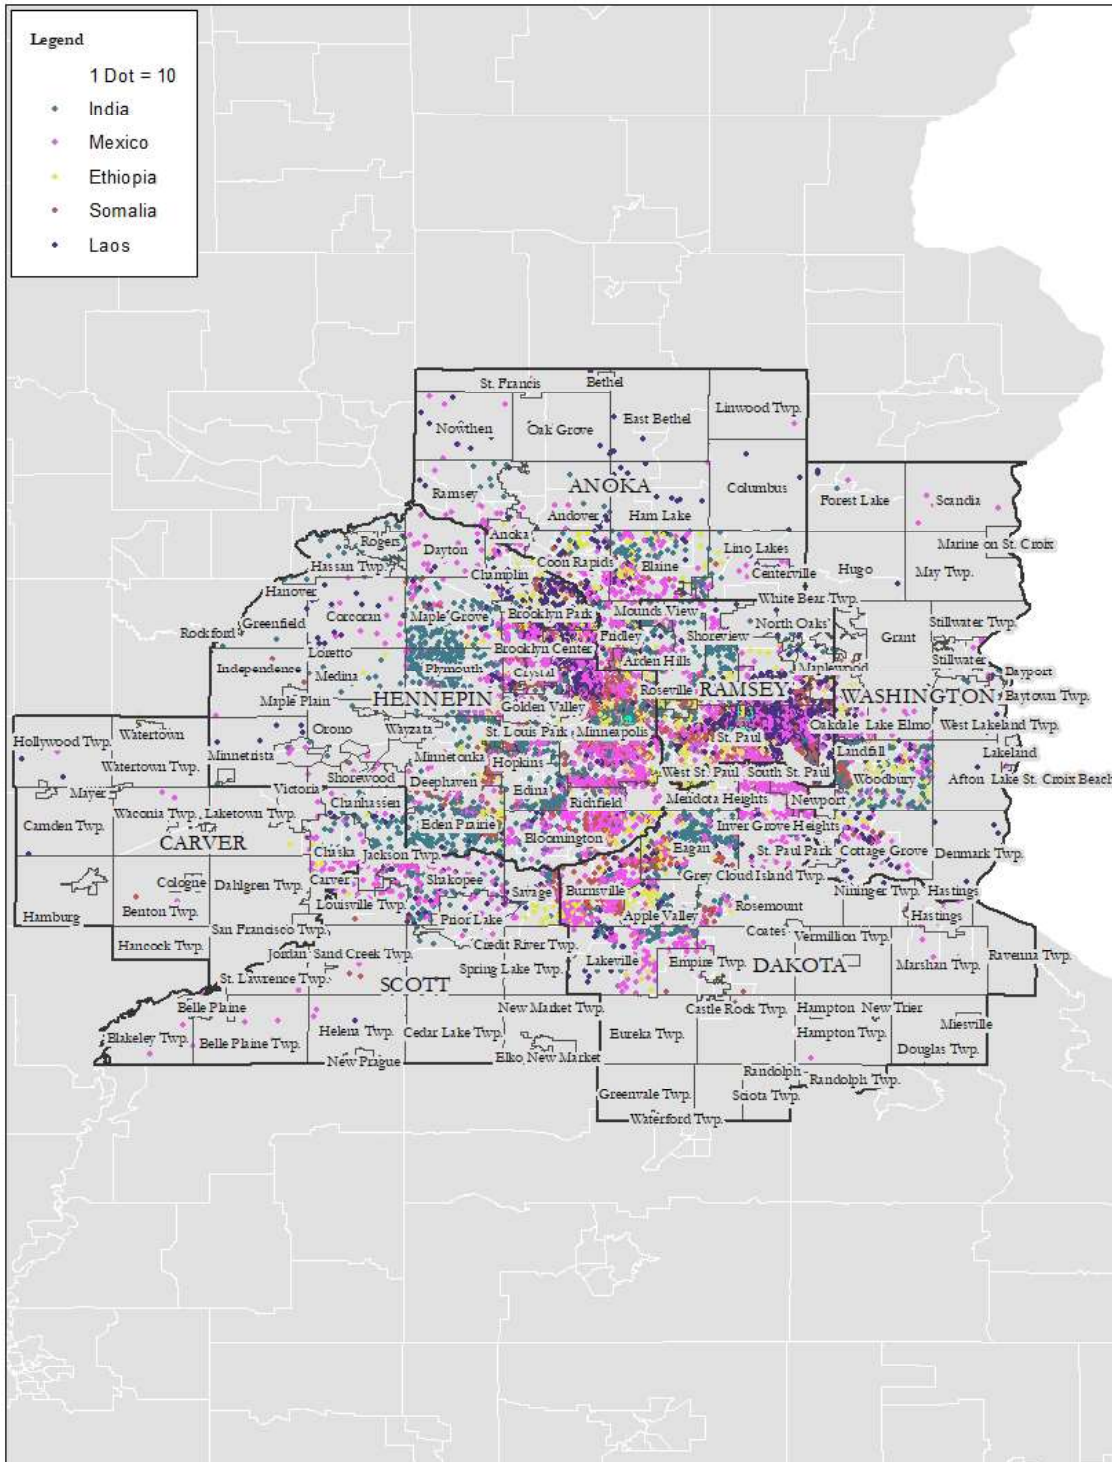 Legend
1 Dot = 10
India
Mexico
Ethiopia
Somalia
Laos
St. Francis
Bethel
Linwood Twp.
Nowthen
Oak Grove
East Bethel
Ramsey
ANOKA
Columbus
Forest Lake
Scandia
Andover
Ham Lake
Rogers
Dayton
Anoka
Lino Lakes
Marine on St. Croix
Hassan Twp.
Champlin
Coon Rapids
Blaine
Centerville
Hugo
May Twp.
Hanover
White Bear Twp.
Greenfield
Corcoran
Maple Grove
Brooklyn Park
Mounds View
North Oaks
Stillwater Twp.
Rockford
Fridley
Shoreview
Grant
Loretto
Brooklyn Center
Stillwater
Independence
Medina
Plymouth
Crystal
Arden Hills
Maplewood
Bayport
Maple Plain
HENNEPIN
Roseville
RAMSEY
WASHINGTON
Baytown Twp.
Golden Valley
Hollywood Twp.
Watertown
Orono
Wayzata
St. Louis Park
Minneapolis
St. Paul
Oakdale
Lake Elmo
West Lakeland Twp.
Minnetrista
Minnetonka
Hopkins
Landfall
Lakeland
Watertown Twp.
Shorewood
Deephaven
West St. Paul
South St. Paul
Woodbury
Afton
Lake St. Croix Beach
Mayer
Victoria
Chanhassen
Edina
Richfield
Mendota Heights
Newport
Camden Twp.
Waconia Twp.
Laketown Twp.
Eden Prairie
Bloomington
Inver Grove Heights
CARVER
Chaska
Jackson Twp.
Eagan
St. Paul Park
Cottage Grove
Denmark Twp.
Cologne
Dahlgren Twp.
Carver
Shakopee
Savage
Burnsville
Grey Cloud Island Twp.
Nininger Twp.
Hastings
Hamburg
Benton Twp.
Louisville Twp.
Prior Lake
Apple Valley
Rosemount
Hastings
San Francisco Twp.
Coates
Vermillion Twp.
Hancock Twp.
Jordan
Sand Creek Twp.
Credit River Twp.
Lakeville
Empire Twp.
DAKOTA
Marshan Twp.
Ravenna Twp.
St. Lawrence Twp.
SCOTT
Spring Lake Twp.
Belle Plaine
New Market Twp.
Castle Rock Twp.
Hampton
New Trier
Blakeley Twp.
Belle Plaine Twp.
Helena Twp.
Cedar Lake Twp.
Eureka Twp.
Hampton Twp.
Miesville
New Prague
Elko New Market
Douglas Twp.
Randolph
Randolph Twp.
Greenvale Twp.
Sciota Twp.
Waterford Twp.